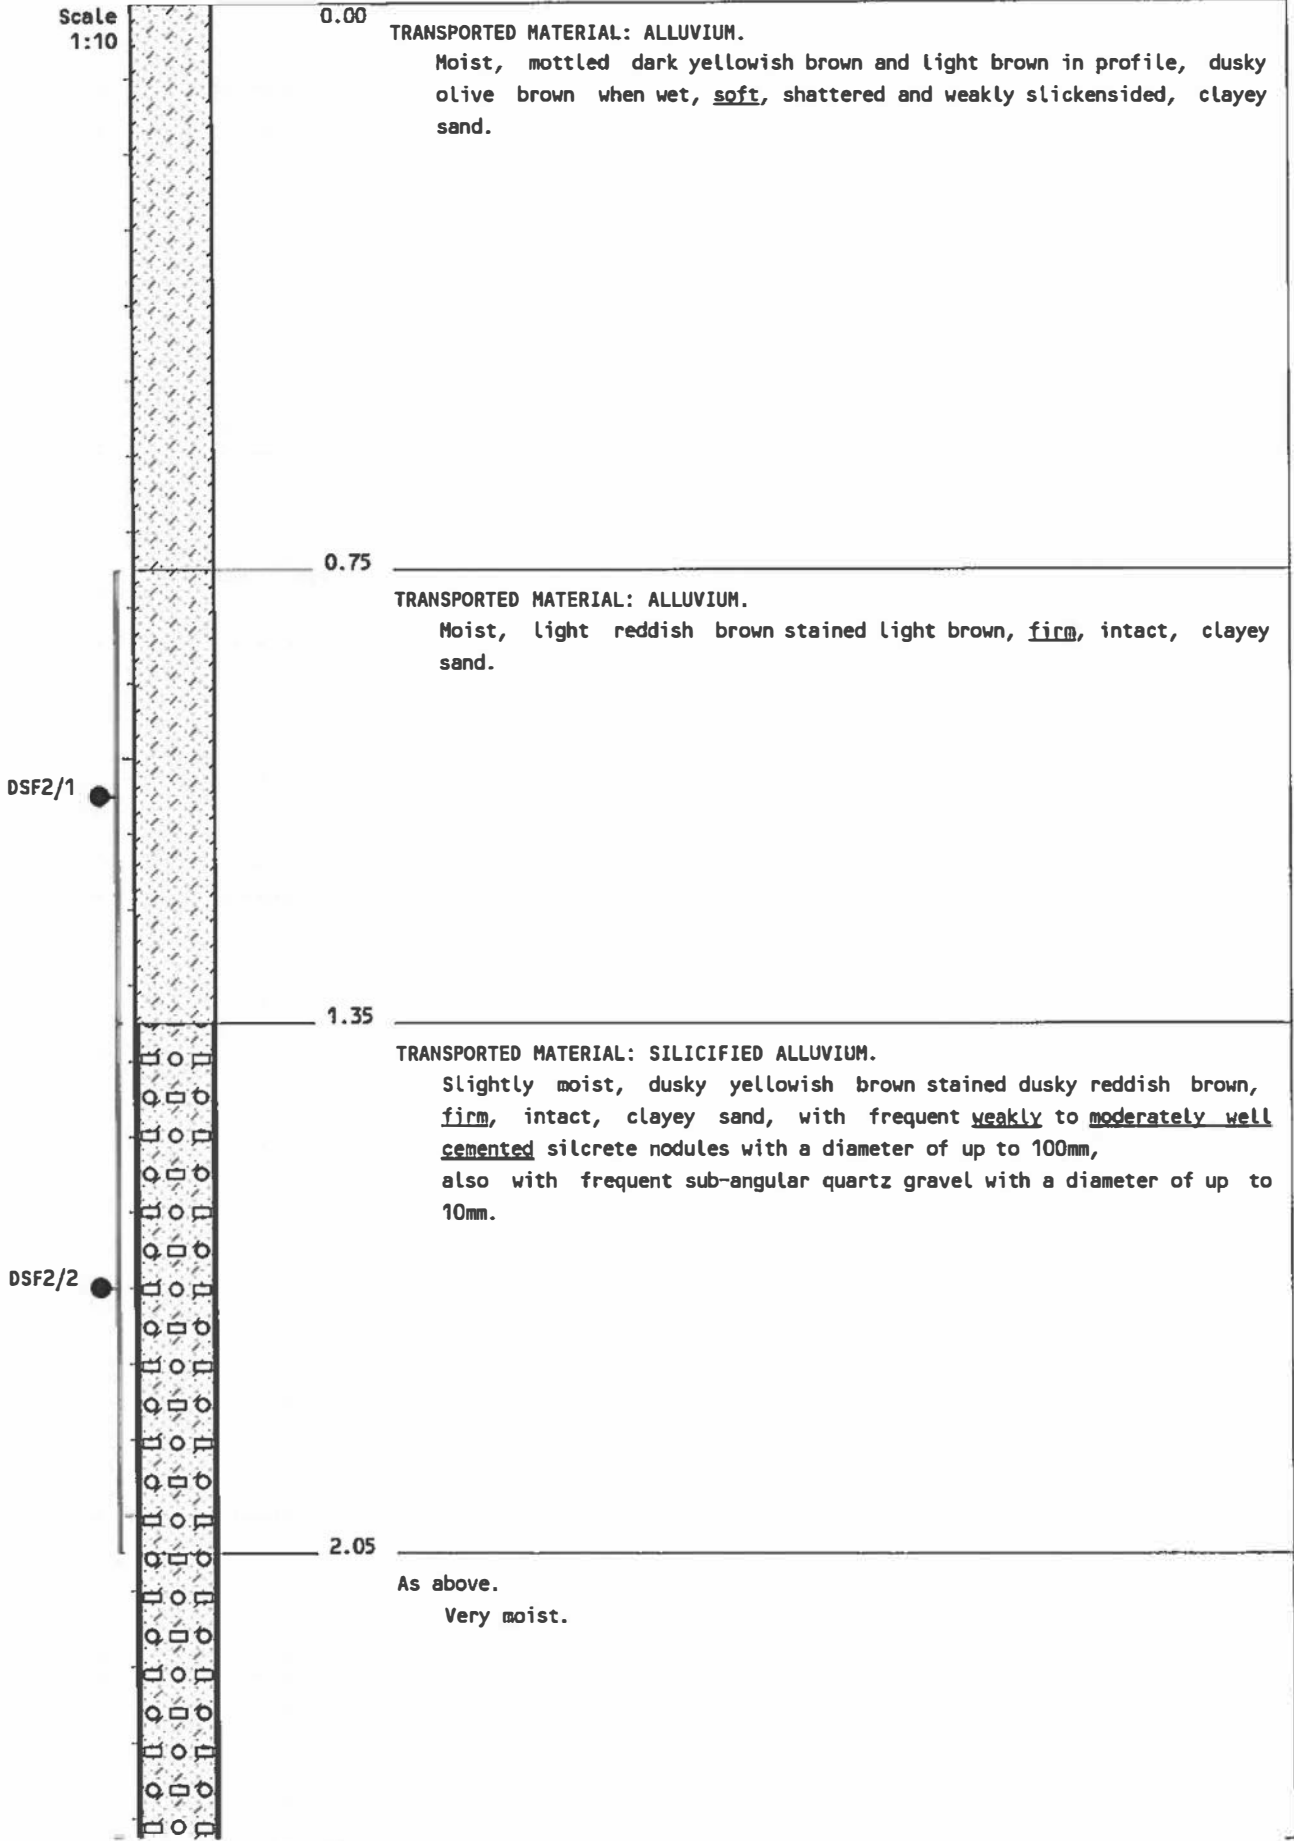 Scale
1:10
0.00
TRANSPORTED MATERIAL: ALLUVIUM.
Moist, mottled dark yellowish brown and light brown in profile, dusky
olive brown when wet, soft, shattered and weakly slickensided, clayey
sand.
0.75
TRANSPORTED MATERIAL: ALLUVIUM.
Moist, light reddish brown stained light brown, firm, intact, clayey
sand.
DSF2/1
1.35
TRANSPORTED MATERIAL: SILICIFIED ALLUVIUM.
Slightly moist, dusky yellowish brown stained dusky reddish brown,
firm, intact, clayey sand, with frequent weakly to moderately well
cemented silcrete nodules with a diameter of up to 100mm,
also with frequent sub-angular quartz gravel with a diameter of up to
10mm.
DSF2/2
2.05
As above.
Very moist.